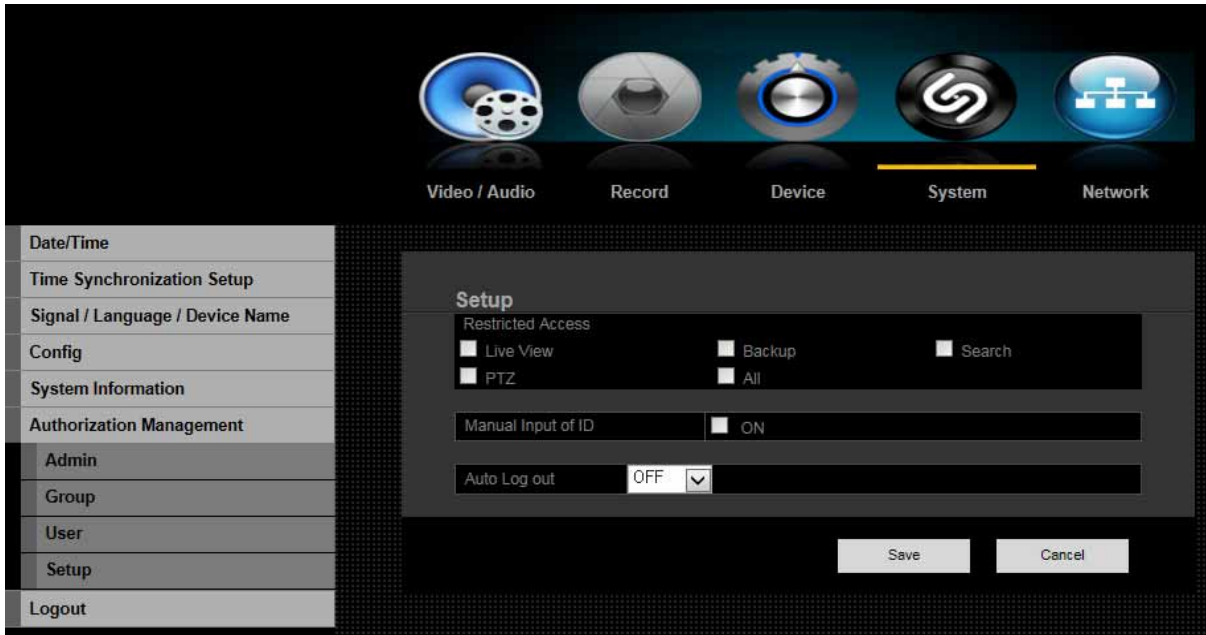 Video / Audio Record Device System Network
Date/Time
Time Synchronization Setup
Signal / Language / Device Name
Config
System Information
Authorization Management
Admin
Group
User
Setup
Logout
Setup
Restricted Access
Live View Backup Search
PTZ All
Manual Input of ID ON
Auto Log out OFF
Save Cancel